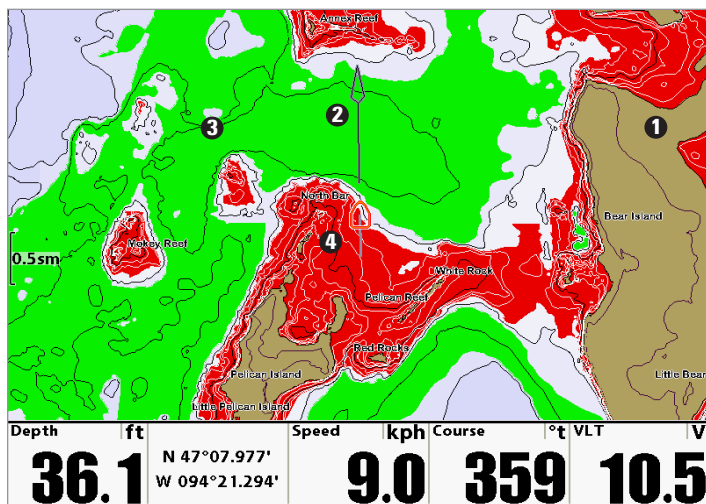 Annex Reef
2
3
1
North Bar
Bear Island
Mokey Reef
4
0.5sm
White Rock
Pelican Reef
Red Rocks
Pelican Island
Little Bear
Little Pelican Island
Depth ft
36.1
N 47°07.977'
W 094°21.294'
Speed kph
9.0
Course °t
359
VLT V
10.5